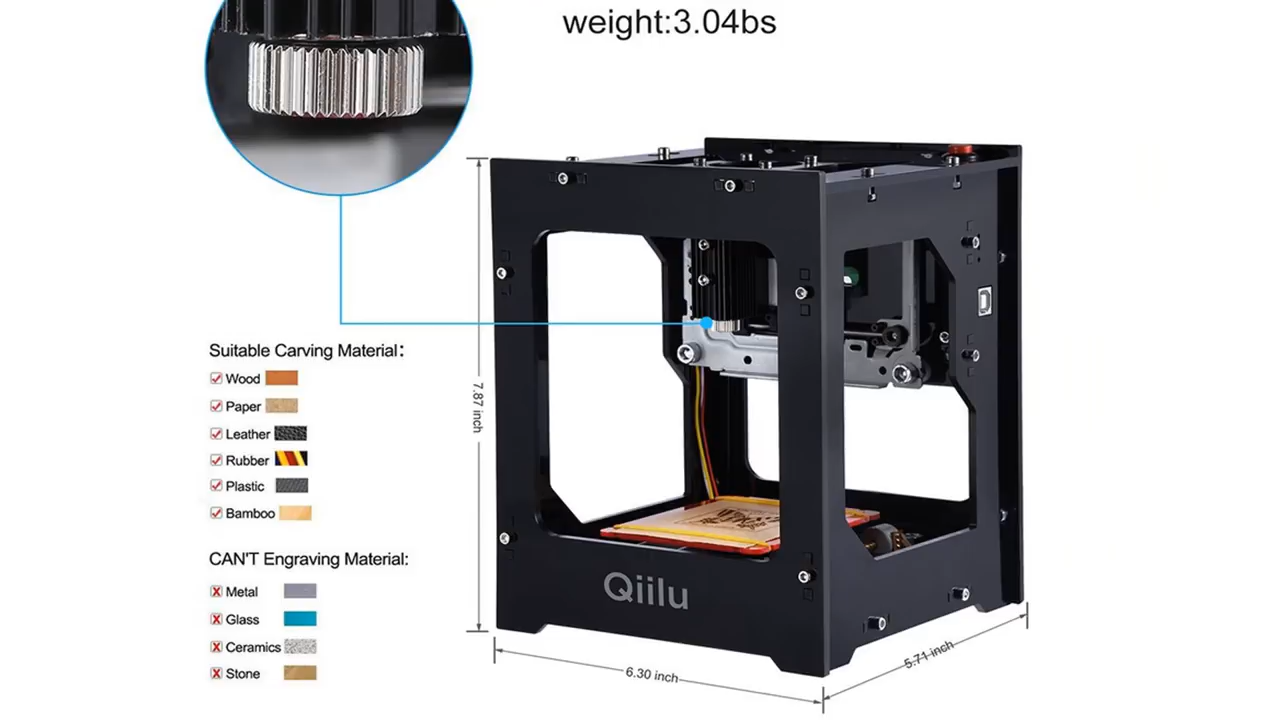 weight:3.04bs
Suitable Carving Material:
Wood
Paper
Leather
Rubber
Plastic
Bamboo
CAN'T Engraving Material:
Metal
Glass
Ceramics
Stone
7.87 inch
Qiilu
6.30 inch
5.71 inch